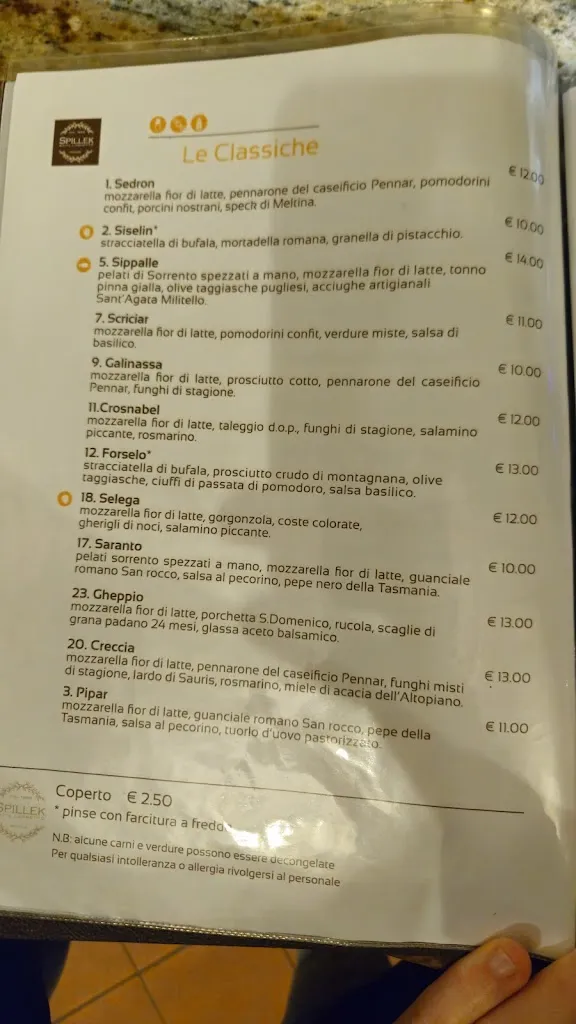 SPILLEK
Le Classiche
1. Sedron € 12.00
mozzarella fior di latte, pennarone del caseificio Pennar, pomodorini
confit, porcini nostrani, speck di Meltina.
2. Siselin* € 10.00
stracciatella di bufala, mortadella romana, granella di pistacchio.
5. Sippalle € 14.00
pelati di Sorrento spezzati a mano, mozzarella fior di latte, tonno
pinna gialla, olive taggiasche pugliesi, acciughe artigianali
Sant'Agata Militello.
7. Scriciar € 11.00
mozzarella fior di latte, pomodorini confit, verdure miste, salsa di
basilico.
9. Galinassa € 10.00
mozzarella fior di latte, prosciutto cotto, pennarone del caseificio
Pennar, funghi di stagione.
11.Crosnabel € 12.00
mozzarella fior di latte, taleggio d.o.p., funghi di stagione, salamino
piccante, rosmarino.
12. Forselo* € 13.00
stracciatella di bufala, prosciutto crudo di montagnana, olive
taggiasche, ciuffi di passata di pomodoro, salsa basilico.
18. Selega € 12.00
mozzarella fior di latte, gorgonzola, coste colorate,
gherigli di noci, salamino piccante.
17. Saranto € 10.00
pelati sorrento spezzati a mano, mozzarella fior di latte, guanciale
romano San rocco, salsa al pecorino, pepe nero della Tasmania.
23. Gheppio € 13.00
mozzarella fior di latte, porchetta S.Domenico, rucola, scaglie di
grana padano 24 mesi, glassa aceto balsamico.
20. Creccia € 13.00
mozzarella fior di latte, pennarone del caseificio Pennar, funghi misti
di stagione, lardo di Sauris, rosmarino, miele di acacia dell'Altopiano.
3. Pipar € 11.00
mozzarella fior di latte, guanciale romano San rocco, pepe della
Tasmania, salsa al pecorino, tuorlo d'uovo pastorizzato.
SPILLEK
Coperto € 2.50
* pinse con farcitura a freddo
N.B: alcune carni e verdure possono essere decongelate
Per qualsiasi intolleranza o allergia rivolgersi al personale